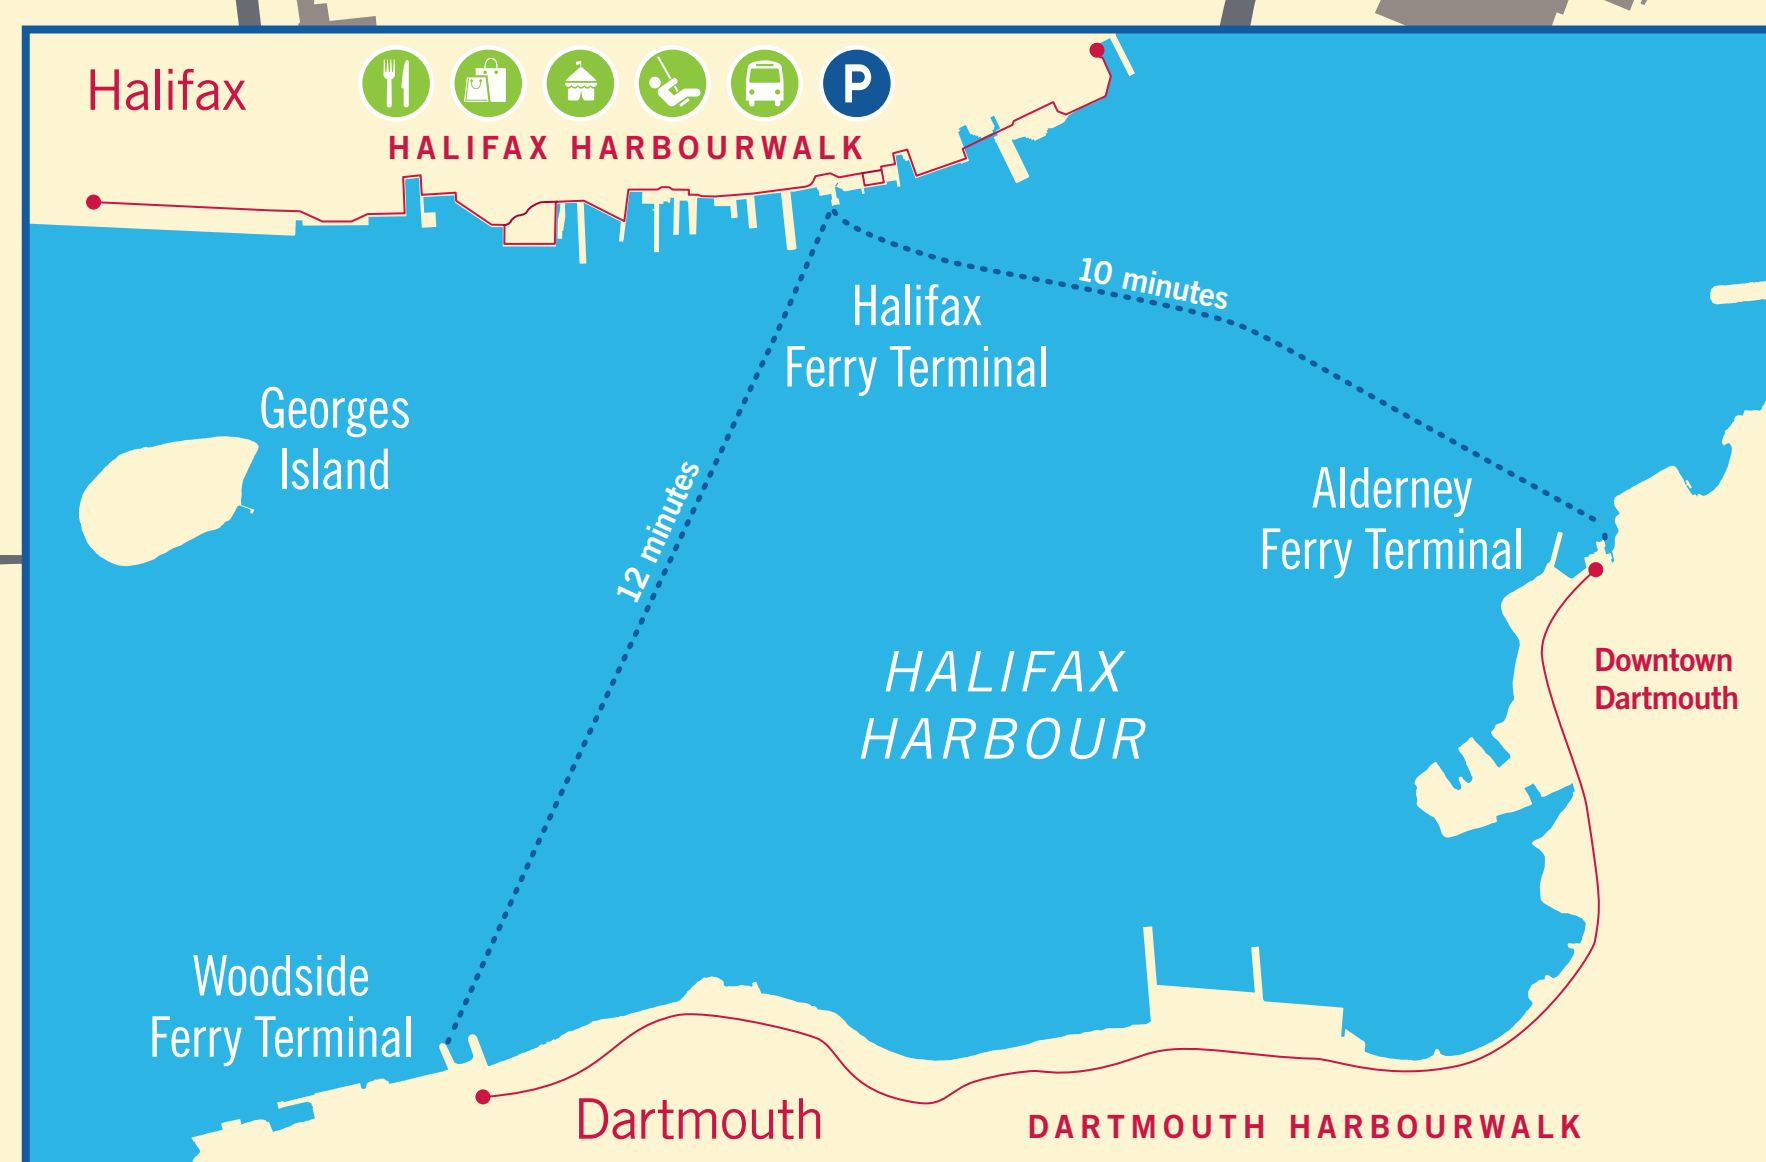 Halifax
P
HALIFAX HARBOURWALK
10 minutes
Halifax
Ferry Terminal
Georges
Island
12 minutes
Alderney
Ferry Terminal
HALIFAX
HARBOUR
Downtown
Dartmouth
Woodside
Ferry Terminal
Dartmouth
DARTMOUTH HARBOURWALK